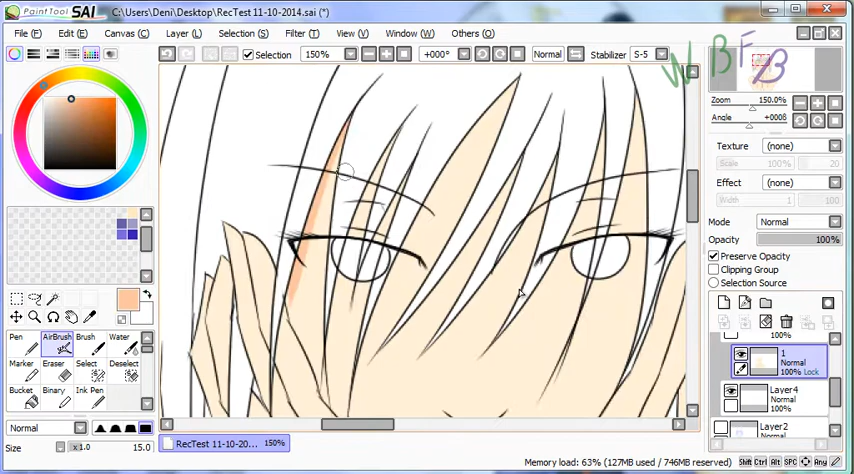 PaintTool SAI C:\Users\Deni\Desktop\RecTest 11-10-2014.sai (*)
File (F) Edit (E) Canvas (C) Layer (L) Selection (S) Filter (T) View (V) Window (W) Others (O)
Selection 150% +000° Normal Stabilizer S-5
W B F B
Zoom 150.0%
Angle +000θ
Texture (none)
Scale 100% 20
Effect (none)
Width 1 100
Mode Normal
Opacity 100%
Preserve Opacity
Clipping Group
Selection Source
Pen AirBrush Brush Water
Marker Eraser Select Deselect
Bucket Binary Ink Pen
Normal
Size x1.0 15.0
1
Normal
100% Lock
Layer4
Normal
100%
Layer2
Normal
RecTest 11-10-20... 150%
Memory load: 63% (127MB used / 746MB reserved) Shift Ctrl Alt SPC Any